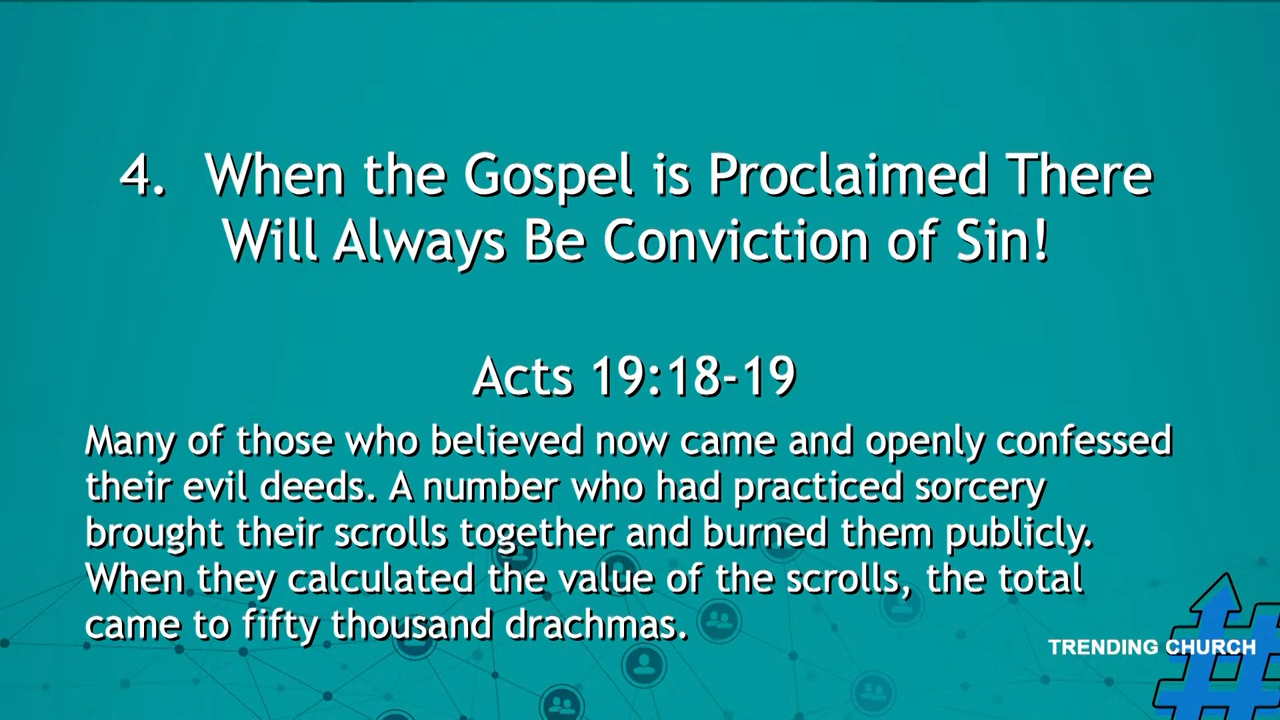 4. When the Gospel is Proclaimed There
Will Always Be Conviction of Sin!
Acts 19:18-19
Many of those who believed now came and openly confessed
their evil deeds. A number who had practiced sorcery
brought their scrolls together and burned them publicly.
When they calculated the value of the scrolls, the total
came to fifty thousand drachmas.
TRENDING CHURCH
#